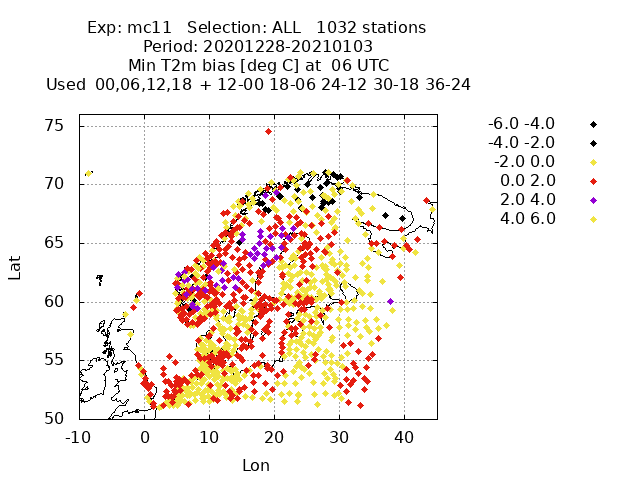 Exp: mc11   Selection: ALL   1032 stations
Period: 20201228-20210103
Min T2m bias [deg C] at  06 UTC
Used  00,06,12,18  + 12-00 18-06 24-12 30-18 36-24
-6.0 -4.0
-4.0 -2.0
-2.0 0.0
0.0 2.0
2.0 4.0
4.0 6.0
75
70
65
60
55
50
Lat
-10 0 10 20 30 40
Lon